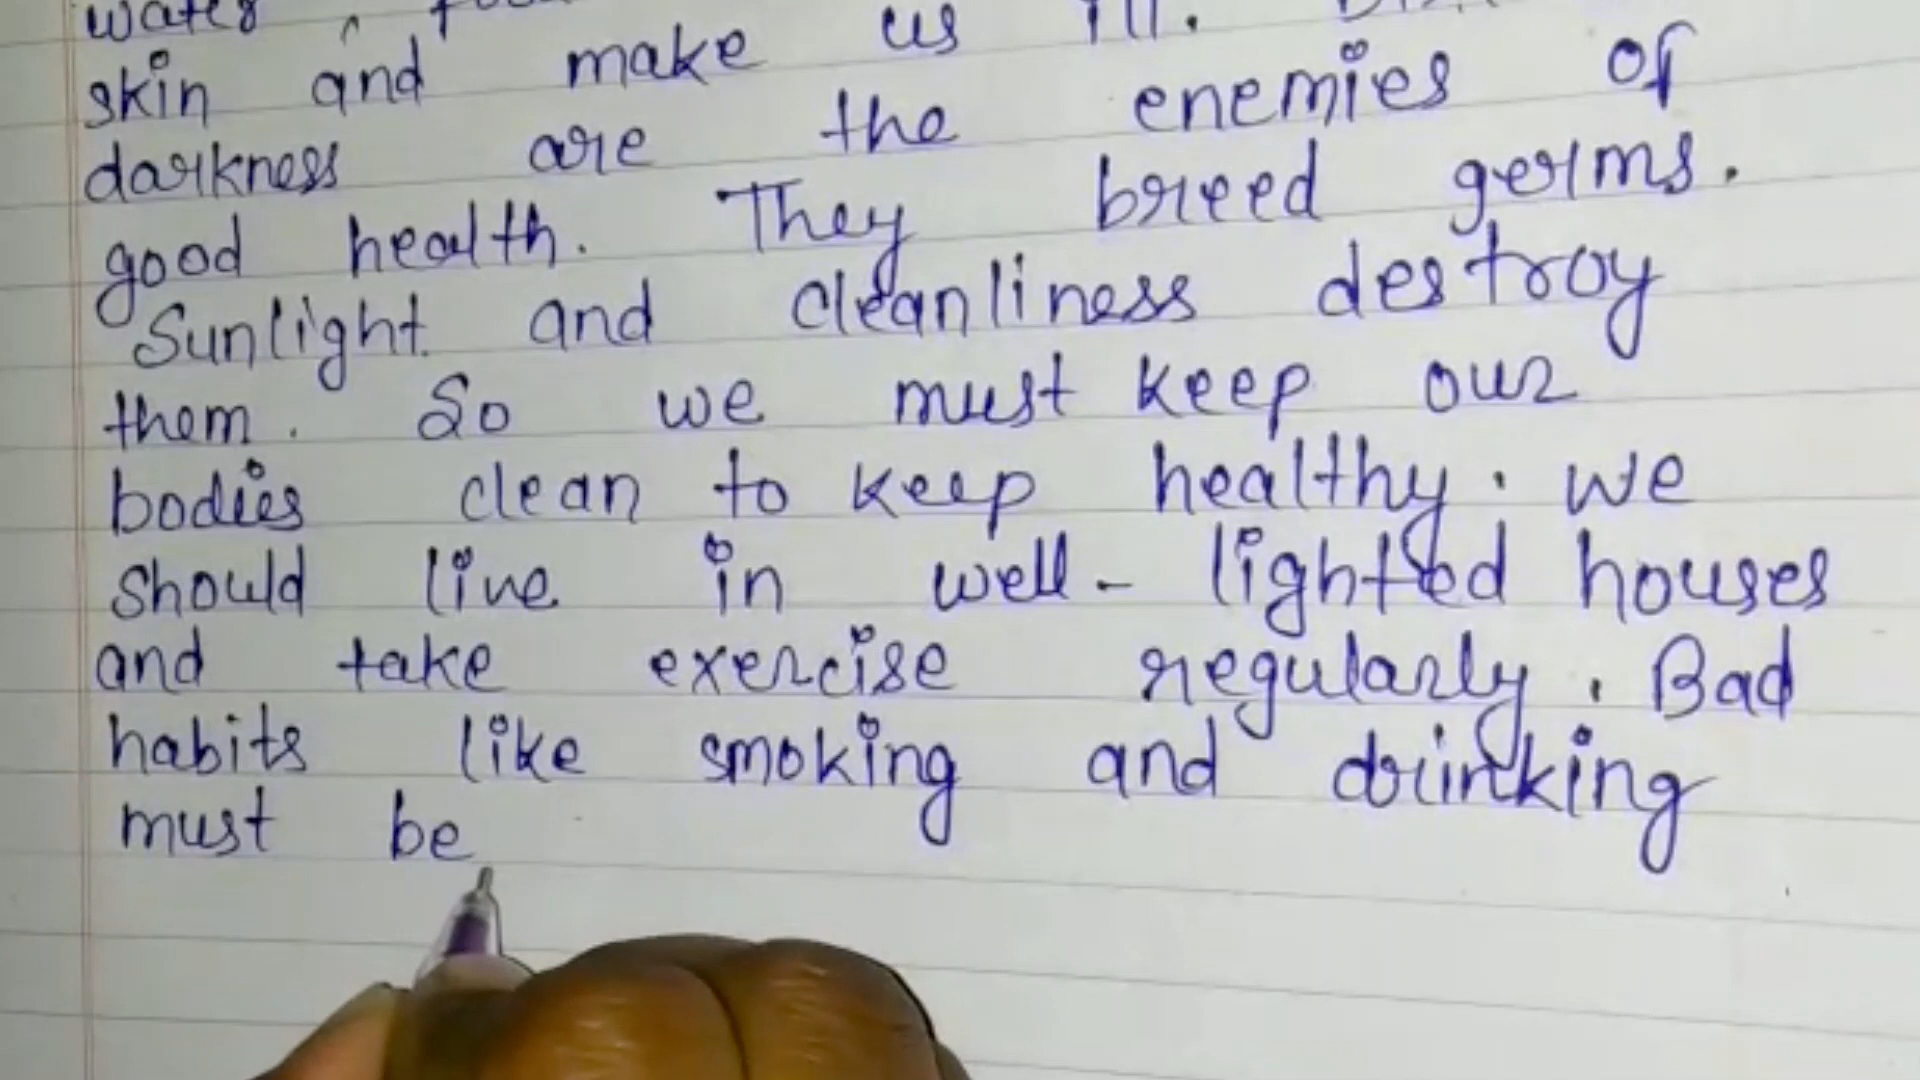 skin and make us ill.
darkness are the enemies of
good health. They breed germs.
Sunlight and cleanliness destroy
them. So we must keep our
bodies clean to keep healthy. We
should live in well-lighted houses
and take exercise regularly. Bad
habits like smoking and drinking
must be